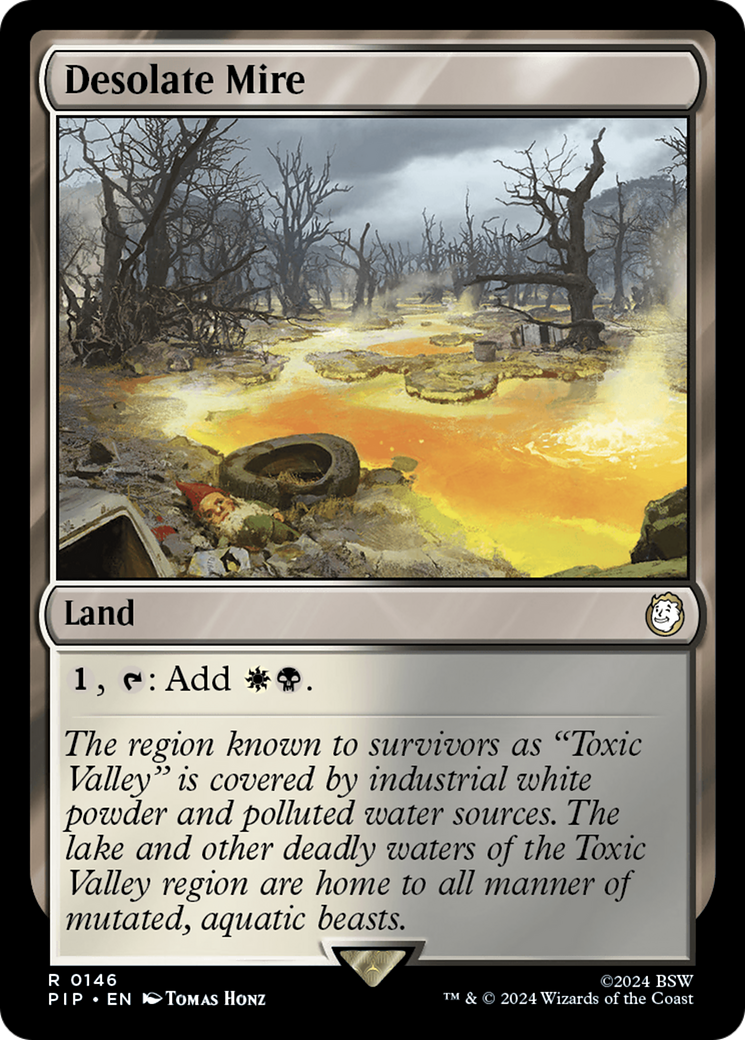 Desolate Mire
Land
1, : Add .
The region known to survivors as “Toxic
Valley” is covered by industrial white
powder and polluted water sources. The
lake and other deadly waters of the Toxic
Valley region are home to all manner of
mutated, aquatic beasts.
R 0146
PIP • EN Tomas Honz
©2024 BSW
™ & © 2024 Wizards of the Coast